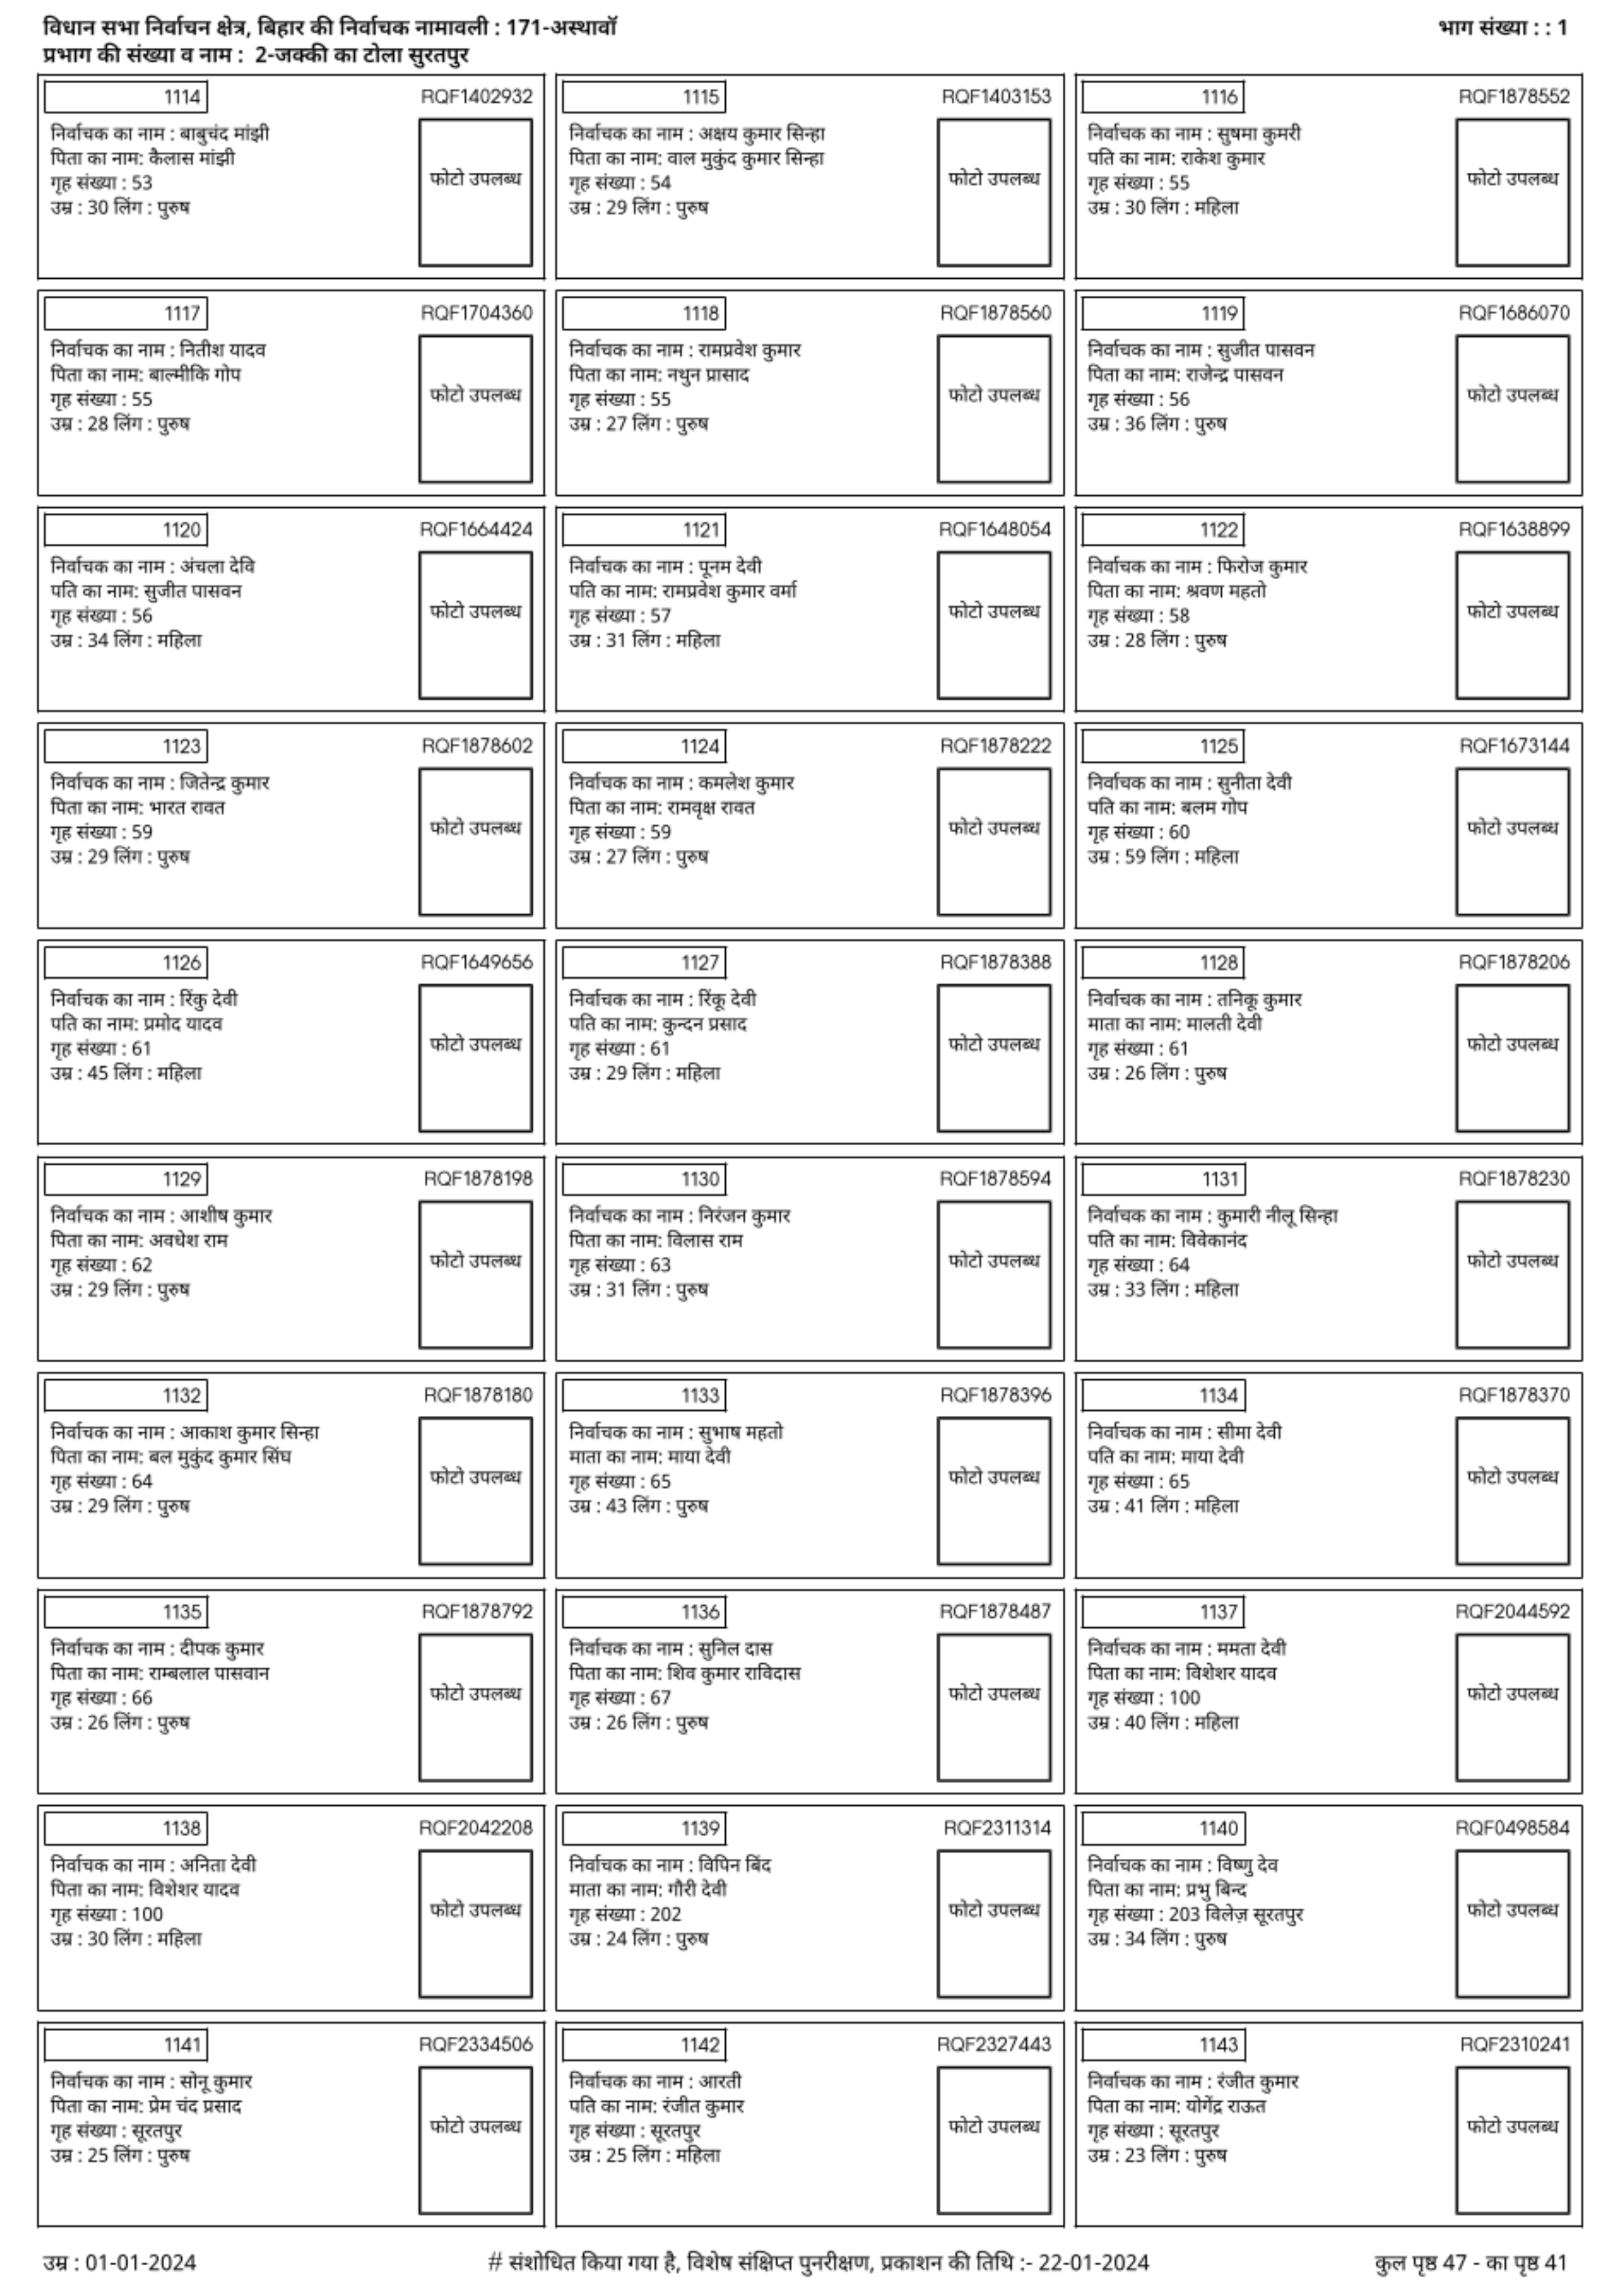 विधान सभा निर्वाचन क्षेत्र, बिहार की निर्वाचक नामावली : 171-अस्थावॉ
भाग संख्या : : 1
प्रभाग की संख्या व नाम : 2-जक्की का टोला सुरतपुर
1114 RQF1402932
निर्वाचक का नाम : बाबुचंद मांझी
पिता का नाम: कैलास मांझी
गृह संख्या : 53
उम्र : 30 लिंग : पुरुष
फोटो उपलब्ध
1115 RQF1403153
निर्वाचक का नाम : अक्षय कुमार सिन्हा
पिता का नाम: वाल मुकुंद कुमार सिन्हा
गृह संख्या : 54
उम्र : 29 लिंग : पुरुष
फोटो उपलब्ध
1116 RQF1878552
निर्वाचक का नाम : सुषमा कुमरी
पति का नाम: राकेश कुमार
गृह संख्या : 55
उम्र : 30 लिंग : महिला
फोटो उपलब्ध
1117 RQF1704360
निर्वाचक का नाम : नितीश यादव
पिता का नाम: बाल्मीकि गोप
गृह संख्या : 55
उम्र : 28 लिंग : पुरुष
फोटो उपलब्ध
1118 RQF1878560
निर्वाचक का नाम : रामप्रवेश कुमार
पिता का नाम: नथुन प्रासाद
गृह संख्या : 55
उम्र : 27 लिंग : पुरुष
फोटो उपलब्ध
1119 RQF1686070
निर्वाचक का नाम : सुजीत पासवन
पिता का नाम: राजेन्द्र पासवन
गृह संख्या : 56
उम्र : 36 लिंग : पुरुष
फोटो उपलब्ध
1120 RQF1664424
निर्वाचक का नाम : अंचला देवि
पति का नाम: सुजीत पासवन
गृह संख्या : 56
उम्र : 34 लिंग : महिला
फोटो उपलब्ध
1121 RQF1648054
निर्वाचक का नाम : पूनम देवी
पति का नाम: रामप्रवेश कुमार वर्मा
गृह संख्या : 57
उम्र : 31 लिंग : महिला
फोटो उपलब्ध
1122 RQF1638899
निर्वाचक का नाम : फिरोज कुमार
पिता का नाम: श्रवण महतो
गृह संख्या : 58
उम्र : 28 लिंग : पुरुष
फोटो उपलब्ध
1123 RQF1878602
निर्वाचक का नाम : जितेन्द्र कुमार
पिता का नाम: भारत रावत
गृह संख्या : 59
उम्र : 29 लिंग : पुरुष
फोटो उपलब्ध
1124 RQF1878222
निर्वाचक का नाम : कमलेश कुमार
पिता का नाम: रामवृक्ष रावत
गृह संख्या : 59
उम्र : 27 लिंग : पुरुष
फोटो उपलब्ध
1125 RQF1673144
निर्वाचक का नाम : सुनीता देवी
पति का नाम: बलम गोप
गृह संख्या : 60
उम्र : 59 लिंग : महिला
फोटो उपलब्ध
1126 RQF1649656
निर्वाचक का नाम : रिंकु देवी
पति का नाम: प्रमोद यादव
गृह संख्या : 61
उम्र : 45 लिंग : महिला
फोटो उपलब्ध
1127 RQF1878388
निर्वाचक का नाम : रिंकू देवी
पति का नाम: कुन्दन प्रसाद
गृह संख्या : 61
उम्र : 29 लिंग : महिला
फोटो उपलब्ध
1128 RQF1878206
निर्वाचक का नाम : तनिकू कुमार
माता का नाम: मालती देवी
गृह संख्या : 61
उम्र : 26 लिंग : पुरुष
फोटो उपलब्ध
1129 RQF1878198
निर्वाचक का नाम : आशीष कुमार
पिता का नाम: अवधेश राम
गृह संख्या : 62
उम्र : 29 लिंग : पुरुष
फोटो उपलब्ध
1130 RQF1878594
निर्वाचक का नाम : निरंजन कुमार
पिता का नाम: विलास राम
गृह संख्या : 63
उम्र : 31 लिंग : पुरुष
फोटो उपलब्ध
1131 RQF1878230
निर्वाचक का नाम : कुमारी नीलू सिन्हा
पति का नाम: विवेकानंद
गृह संख्या : 64
उम्र : 33 लिंग : महिला
फोटो उपलब्ध
1132 RQF1878180
निर्वाचक का नाम : आकाश कुमार सिन्हा
पिता का नाम: बल मुकुंद कुमार सिंघ
गृह संख्या : 64
उम्र : 29 लिंग : पुरुष
फोटो उपलब्ध
1133 RQF1878396
निर्वाचक का नाम : सुभाष महतो
माता का नाम: माया देवी
गृह संख्या : 65
उम्र : 43 लिंग : पुरुष
फोटो उपलब्ध
1134 RQF1878370
निर्वाचक का नाम : सीमा देवी
पति का नाम: माया देवी
गृह संख्या : 65
उम्र : 41 लिंग : महिला
फोटो उपलब्ध
1135 RQF1878792
निर्वाचक का नाम : दीपक कुमार
पिता का नाम: राम्बलाल पासवान
गृह संख्या : 66
उम्र : 26 लिंग : पुरुष
फोटो उपलब्ध
1136 RQF1878487
निर्वाचक का नाम : सुनिल दास
पिता का नाम: शिव कुमार राविदास
गृह संख्या : 67
उम्र : 26 लिंग : पुरुष
फोटो उपलब्ध
1137 RQF2044592
निर्वाचक का नाम : ममता देवी
पिता का नाम: विशेशर यादव
गृह संख्या : 100
उम्र : 40 लिंग : महिला
फोटो उपलब्ध
1138 RQF2042208
निर्वाचक का नाम : अनिता देवी
पिता का नाम: विशेशर यादव
गृह संख्या : 100
उम्र : 30 लिंग : महिला
फोटो उपलब्ध
1139 RQF2311314
निर्वाचक का नाम : विपिन बिंद
माता का नाम: गौरी देवी
गृह संख्या : 202
उम्र : 24 लिंग : पुरुष
फोटो उपलब्ध
1140 RQF0498584
निर्वाचक का नाम : विष्णु देव
पिता का नाम: प्रभु बिन्द
गृह संख्या : 203 विलेज़ सूरतपुर
उम्र : 34 लिंग : पुरुष
फोटो उपलब्ध
1141 RQF2334506
निर्वाचक का नाम : सोनू कुमार
पिता का नाम: प्रेम चंद प्रसाद
गृह संख्या : सूरतपुर
उम्र : 25 लिंग : पुरुष
फोटो उपलब्ध
1142 RQF2327443
निर्वाचक का नाम : आरती
पति का नाम: रंजीत कुमार
गृह संख्या : सूरतपुर
उम्र : 25 लिंग : महिला
फोटो उपलब्ध
1143 RQF2310241
निर्वाचक का नाम : रंजीत कुमार
पिता का नाम: योगेंद्र राऊत
गृह संख्या : सूरतपुर
उम्र : 23 लिंग : पुरुष
फोटो उपलब्ध
उम्र : 01-01-2024
# संशोधित किया गया है, विशेष संक्षिप्त पुनरीक्षण, प्रकाशन की तिथि :- 22-01-2024
कुल पृष्ठ 47 - का पृष्ठ 41